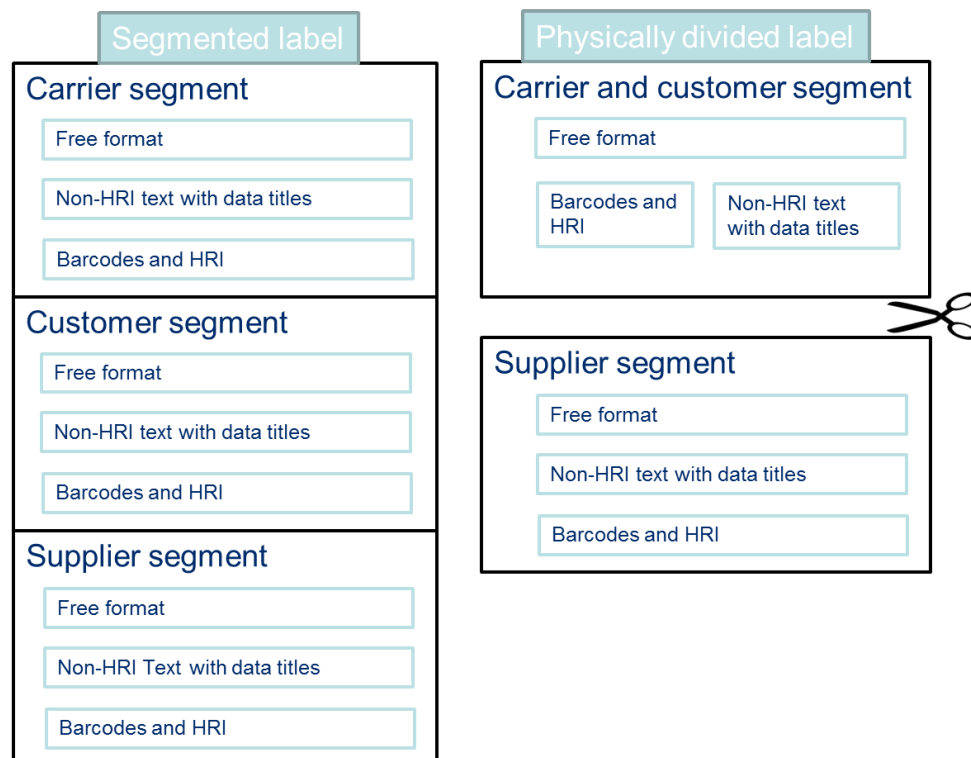 Segmented label
Carrier segment
Free format
Non-HRI text with data titles
Barcodes and HRI
Customer segment
Free format
Non-HRI text with data titles
Barcodes and HRI
Supplier segment
Free format
Non-HRI Text with data titles
Barcodes and HRI
Physically divided label
Carrier and customer segment
Free format
Barcodes and
HRI
Non-HRI text
with data titles
Supplier segment
Free format
Non-HRI text with data titles
Barcodes and HRI